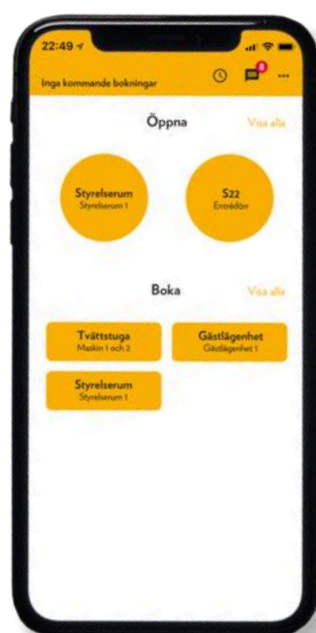 22:49
8
Inga kommande bokningar
Öppna Visa alla
Styrelserum
Styrelserum 1
S22
Entrédörr
Boka Visa alla
Tvättstuga
Maskin 1 och 2
Gästlägenhet
Gästlägenhet 1
Styrelserum
Styrelserum 1